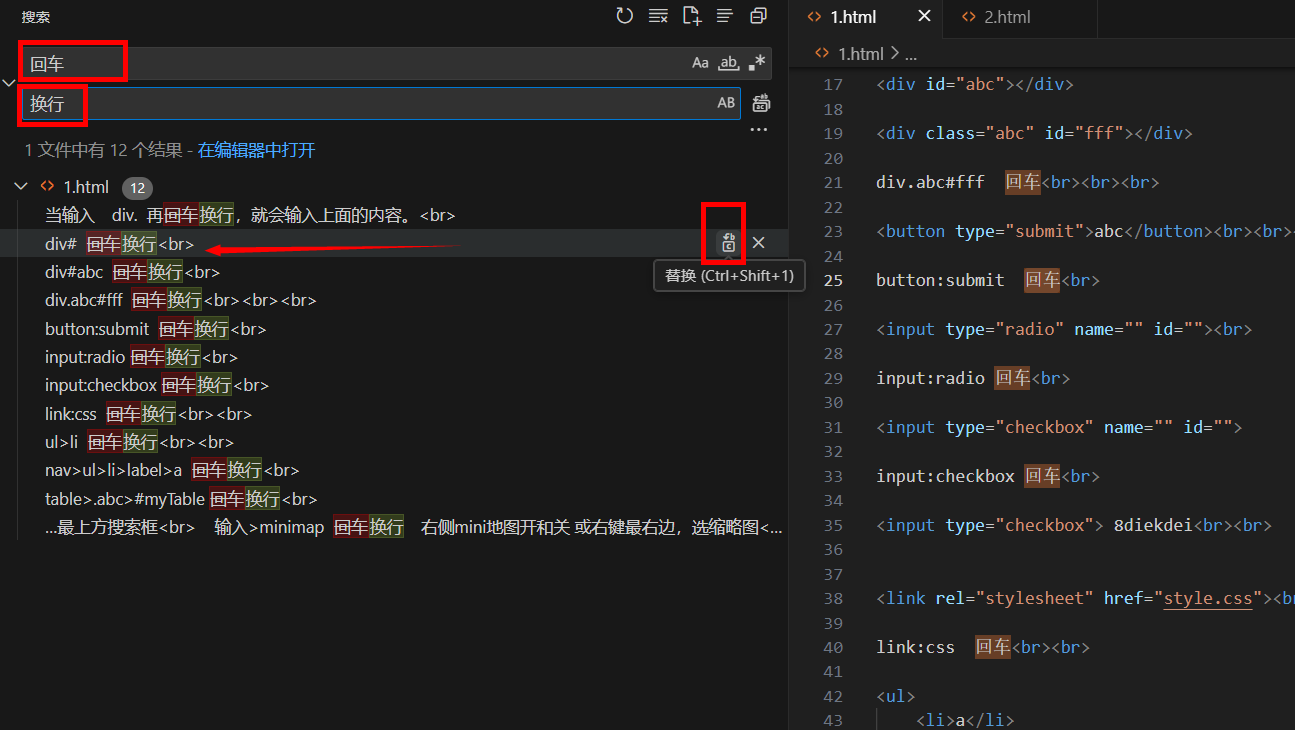 搜索
回车
Aa ab .*
换行
AB
1 文件中有 12 个结果 - 在编辑器中打开
1.html 12
当输入 div. 再回车换行，就会输入上面的内容。<br>
div# 回车换行<br>
替换 (Ctrl+Shift+1)
div#abc 回车换行<br>
div.abc#fff 回车换行<br><br><br>
button:submit 回车换行<br>
input:radio 回车换行<br>
input:checkbox 回车换行<br>
link:css 回车换行<br><br>
ul>li 回车换行<br><br>
nav>ul>li>label>a 回车换行<br>
table>.abc>#myTable 回车换行<br>
...最上方搜索框<br> 输入>minimap 回车换行 右侧mini地图开和关 或右键最右边，选缩略图<...
1.html 2.html
1.html > ...
17 <div id="abc"></div>
18
19 <div class="abc" id="fff"></div>
20
21 div.abc#fff 回车<br><br><br>
22
23 <button type="submit">abc</button><br><br>
24
25 button:submit 回车<br>
26
27 <input type="radio" name="" id=""><br>
28
29 input:radio 回车<br>
30
31 <input type="checkbox" name="" id="">
32
33 input:checkbox 回车<br>
34
35 <input type="checkbox"> 8diekdei<br><br>
36
37
38 <link rel="stylesheet" href="style.css"><br
39
40 link:css 回车<br><br>
41
42 <ul>
43 <li>a</li>